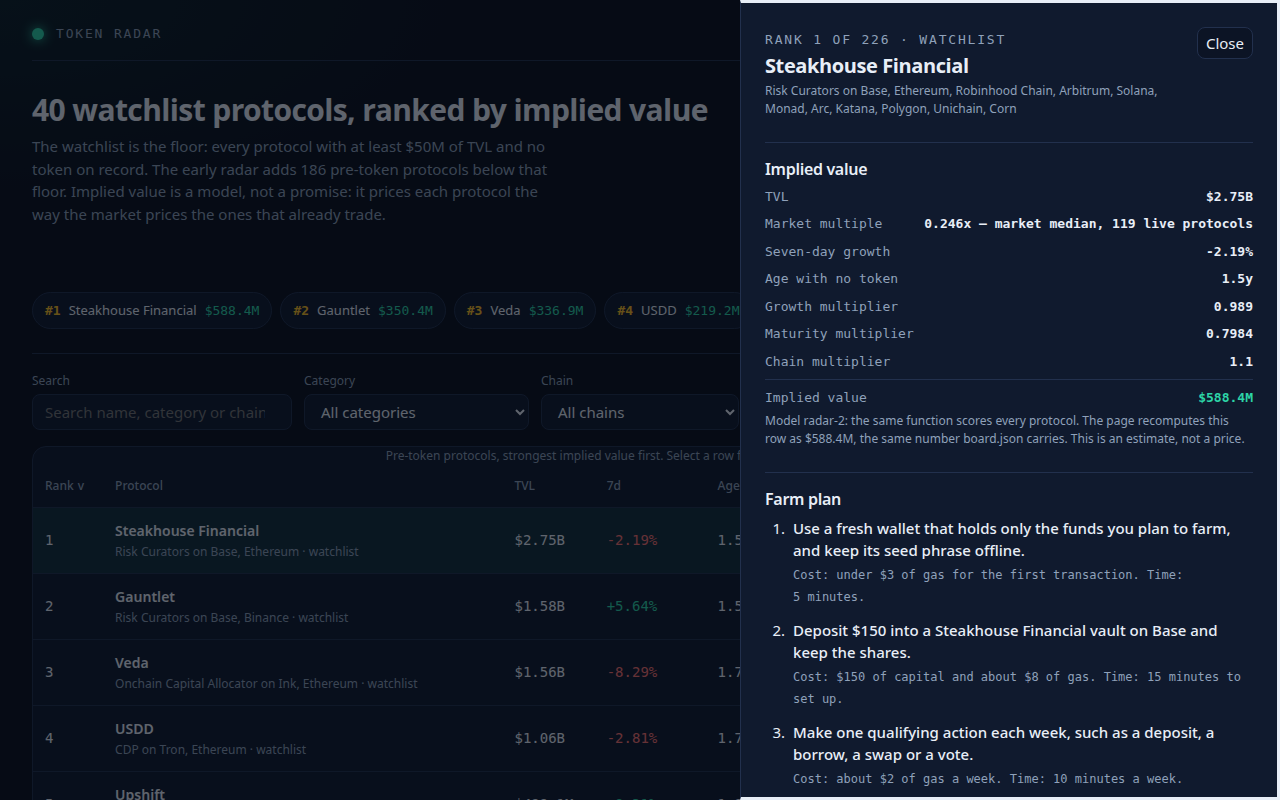 TOKEN RADAR
40 watchlist protocols, ranked by implied value
The watchlist is the floor: every protocol with at least $50M of TVL and no
token on record. The early radar adds 186 pre-token protocols below that
floor. Implied value is a model, not a promise: it prices each protocol the
way the market prices the ones that already trade.
#1 Steakhouse Financial $588.4M
#2 Gauntlet $350.4M
#3 Veda $336.9M
#4 USDD $219.2M
Search
Category
Chain
Search name, category or chain
All categories
All chains
Pre-token protocols, strongest implied value first. Select a row f
Rank v
Protocol
TVL
7d
Age
1
Steakhouse Financial
Risk Curators on Base, Ethereum · watchlist
$2.75B
-2.19%
1.5
2
Gauntlet
Risk Curators on Base, Binance · watchlist
$1.58B
+5.64%
1.5
3
Veda
Onchain Capital Allocator on Ink, Ethereum · watchlist
$1.56B
-8.29%
1.7
4
USDD
CDP on Tron, Ethereum · watchlist
$1.06B
-2.81%
1.7
Upshift
RANK 1 OF 226 · WATCHLIST
Close
Steakhouse Financial
Risk Curators on Base, Ethereum, Robinhood Chain, Arbitrum, Solana,
Monad, Arc, Katana, Polygon, Unichain, Corn
Implied value
TVL $2.75B
Market multiple 0.246x — market median, 119 live protocols
Seven-day growth -2.19%
Age with no token 1.5y
Growth multiplier 0.989
Maturity multiplier 0.7984
Chain multiplier 1.1
Implied value $588.4M
Model radar-2: the same function scores every protocol. The page recomputes this
row as $588.4M, the same number board.json carries. This is an estimate, not a price.
Farm plan
1. Use a fresh wallet that holds only the funds you plan to farm,
and keep its seed phrase offline.
Cost: under $3 of gas for the first transaction. Time:
5 minutes.
2. Deposit $150 into a Steakhouse Financial vault on Base and
keep the shares.
Cost: $150 of capital and about $8 of gas. Time: 15 minutes to
set up.
3. Make one qualifying action each week, such as a deposit, a
borrow, a swap or a vote.
Cost: about $2 of gas a week. Time: 10 minutes a week.